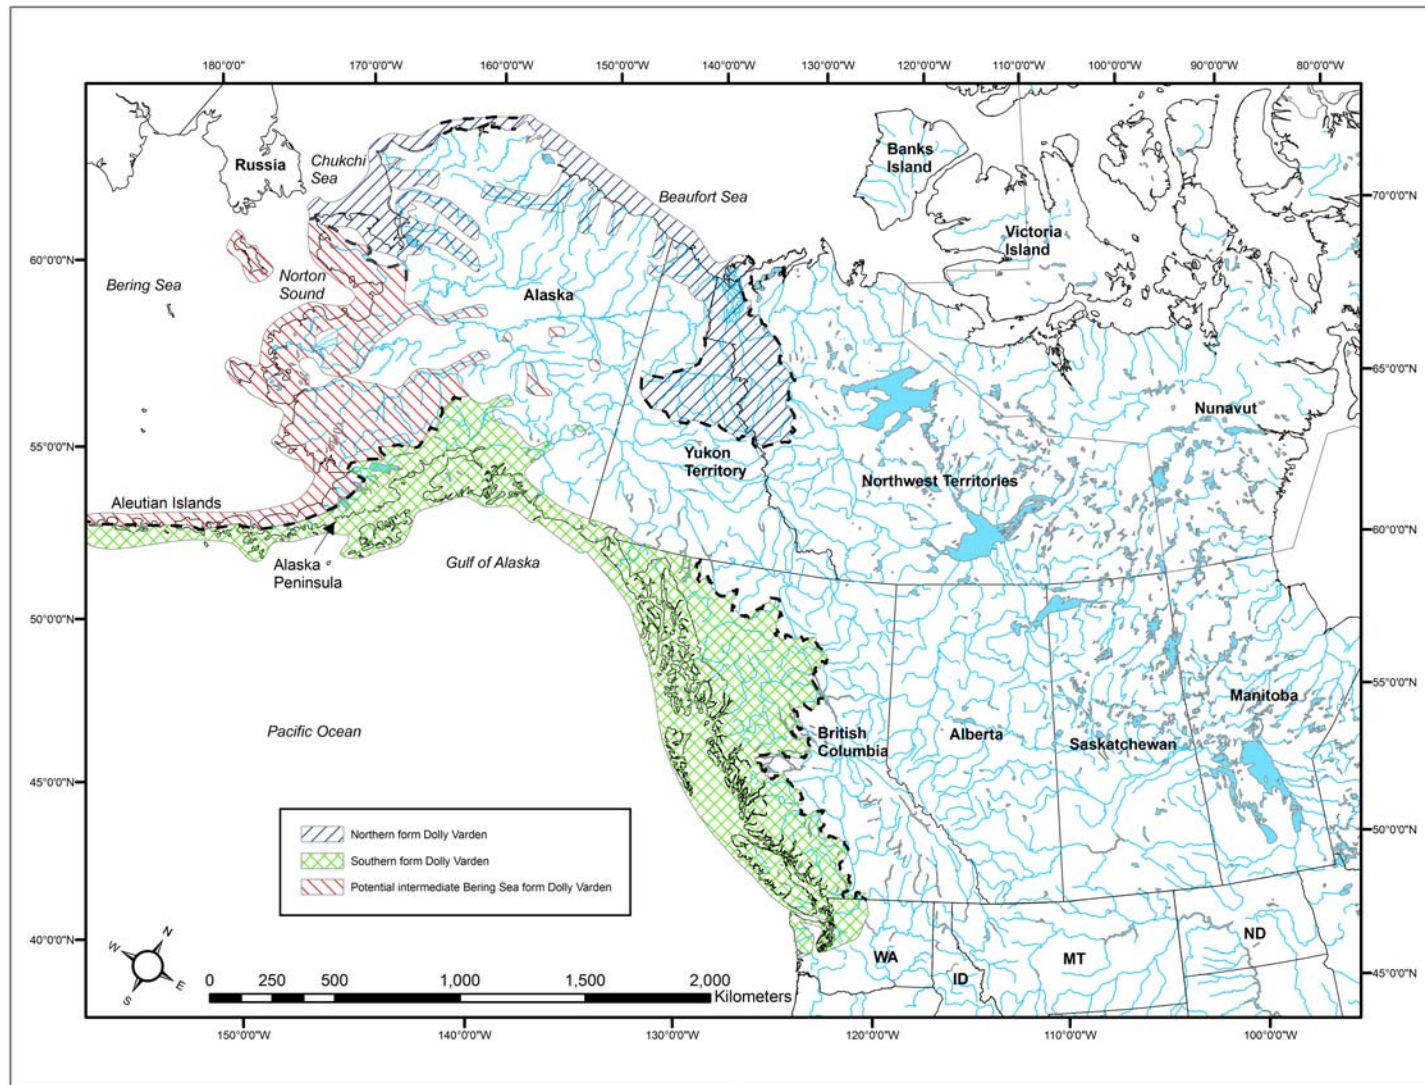 180°0'0"
170°0'0"W
160°0'0"W
150°0'0"W
140°0'0"W
130°0'0"W
120°0'0"W
110°0'0"W
100°0'0"W
90°0'0"W
80°0'0"W
Russia
Chukchi
Sea
Beaufort Sea
Banks
Island
Victoria
Island
70°0'0"N
60°0'0"N
Bering Sea
Norton
Sound
Alaska
65°0'0"N
Nunavut
55°0'0"N
Yukon
Territory
Northwest Territories
Aleutian Islands
60°0'0"N
Alaska
Peninsula
Gulf of Alaska
50°0'0"N
55°0'0"N
Manitoba
Pacific Ocean
British
Columbia
Alberta
Saskatchewan
45°0'0"N
50°0'0"N
Northern form Dolly Varden
Southern form Dolly Varden
Potential intermediate Bering Sea form Dolly Varden
40°0'0"N
N
W
E
S
WA
ID
MT
ND
45°0'0"N
0 250 500 1,000 1,500 2,000
Kilometers
150°0'0"W
140°0'0"W
130°0'0"W
120°0'0"W
110°0'0"W
100°0'0"W